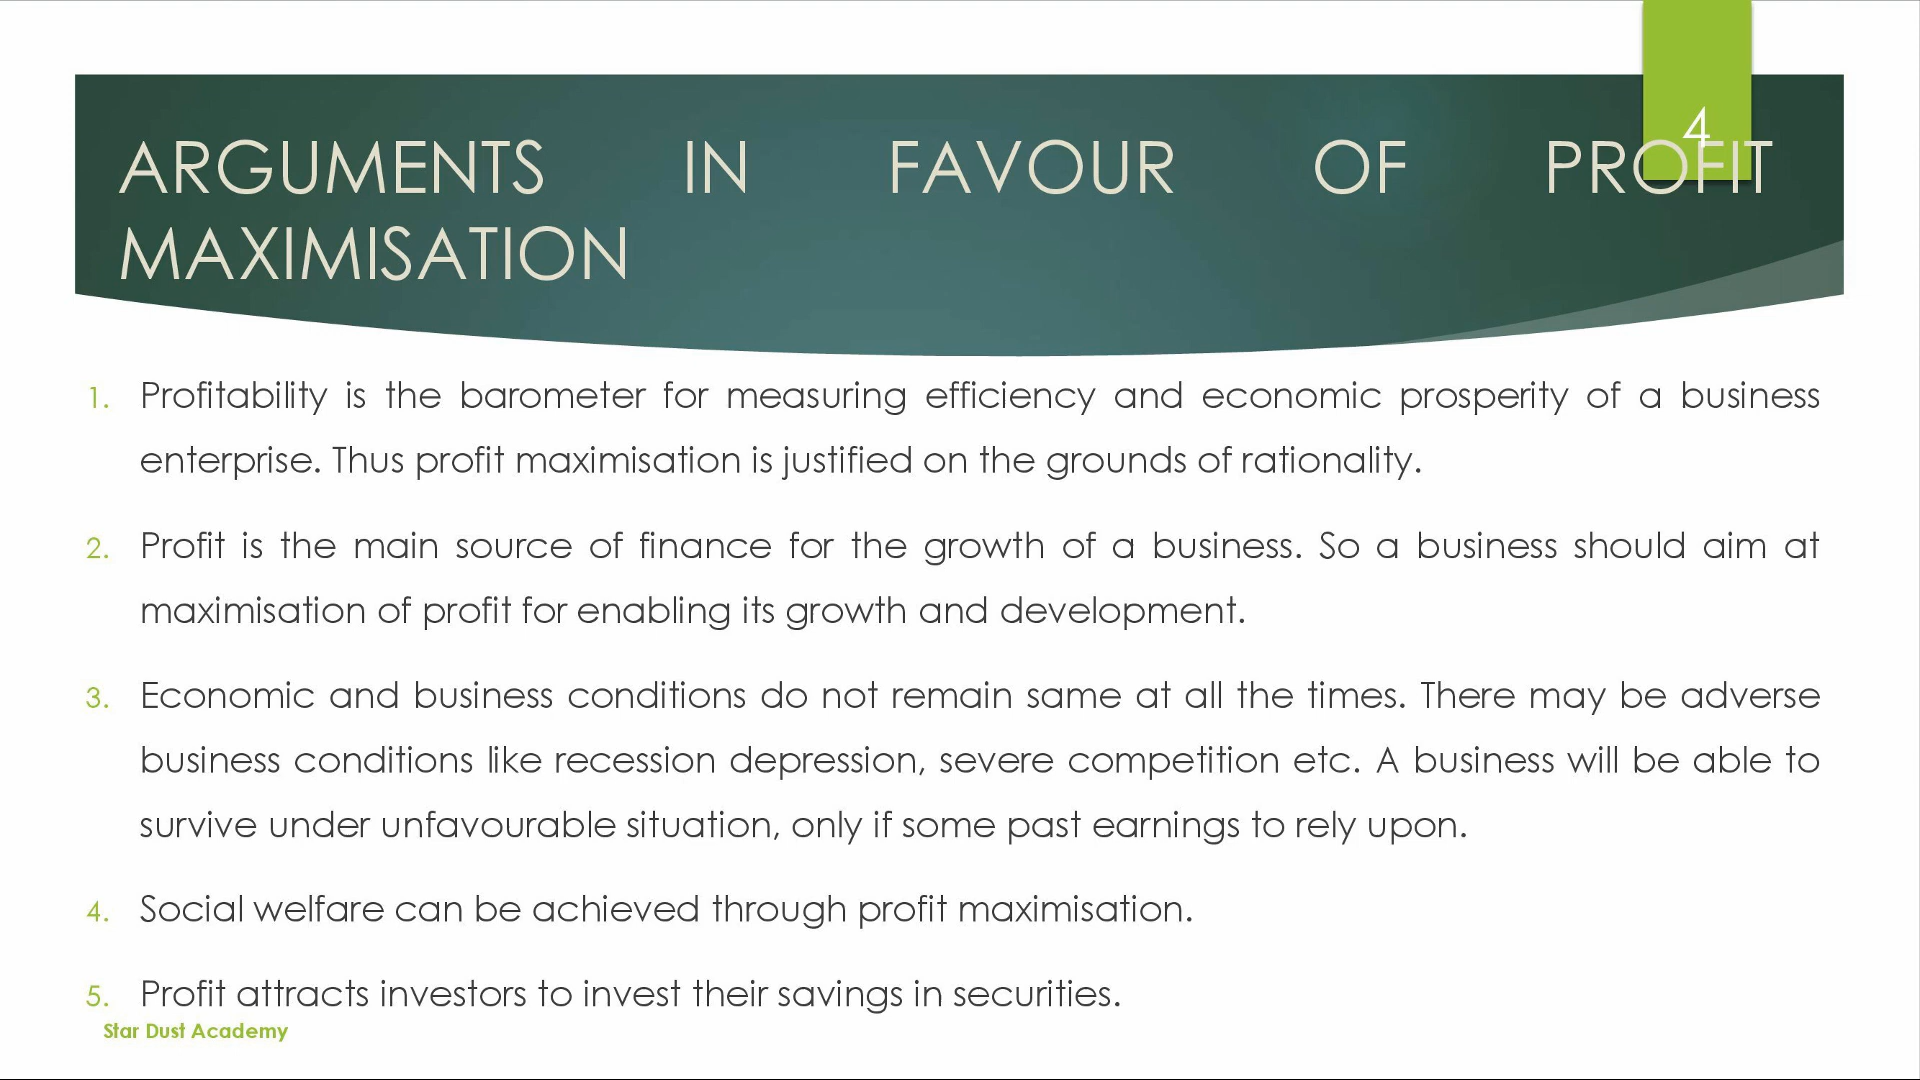 4
ARGUMENTS IN FAVOUR OF PROFIT
MAXIMISATION
1. Profitability is the barometer for measuring efficiency and economic prosperity of a business
enterprise. Thus profit maximisation is justified on the grounds of rationality.
2. Profit is the main source of finance for the growth of a business. So a business should aim at
maximisation of profit for enabling its growth and development.
3. Economic and business conditions do not remain same at all the times. There may be adverse
business conditions like recession depression, severe competition etc. A business will be able to
survive under unfavourable situation, only if some past earnings to rely upon.
4. Social welfare can be achieved through profit maximisation.
5. Profit attracts investors to invest their savings in securities.
Star Dust Academy